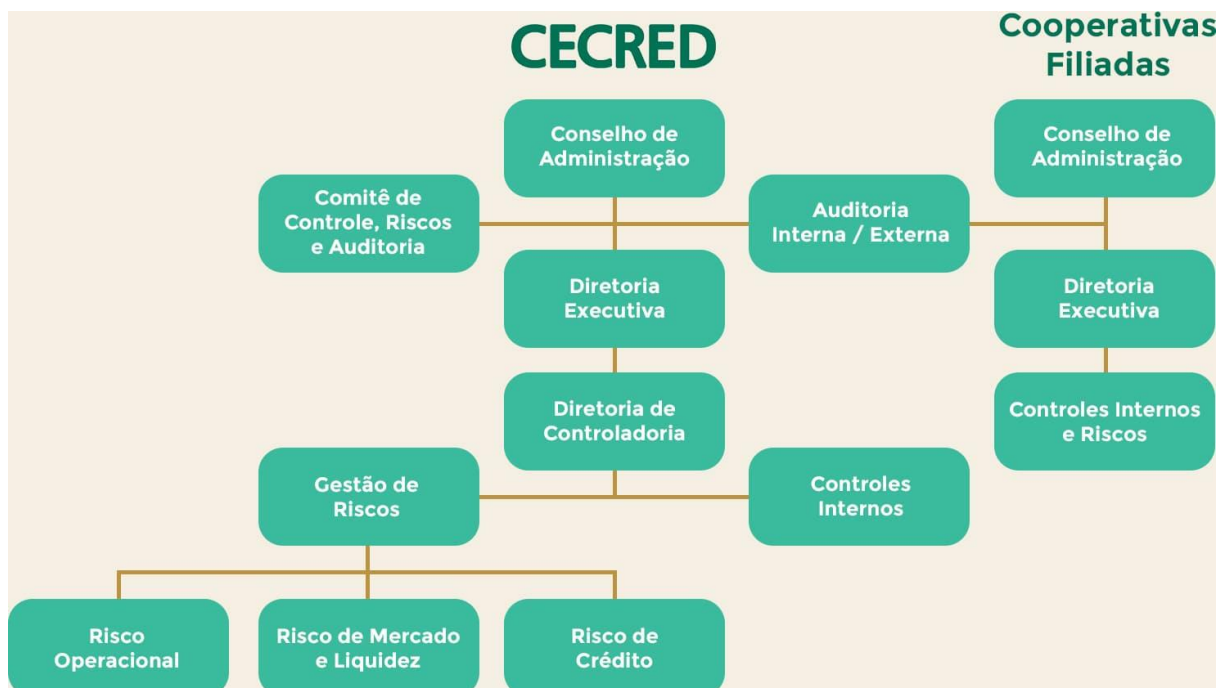 CECRED
Cooperativas
Filiadas
Conselho de
Administração
Conselho de
Administração
Comitê de
Controle, Riscos
e Auditoria
Auditoria
Interna / Externa
Diretoria
Executiva
Diretoria
Executiva
Diretoria de
Controladoria
Controles Internos
e Riscos
Gestão de
Riscos
Controles
Internos
Risco
Operacional
Risco de Mercado
e Liquidez
Risco de
Crédito